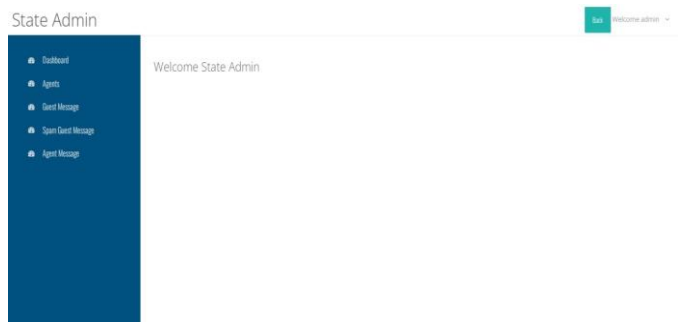 State Admin
Back Welcome admin
Dashboard
Agents
Guest Message
Spam Guest Message
Agent Message
Welcome State Admin